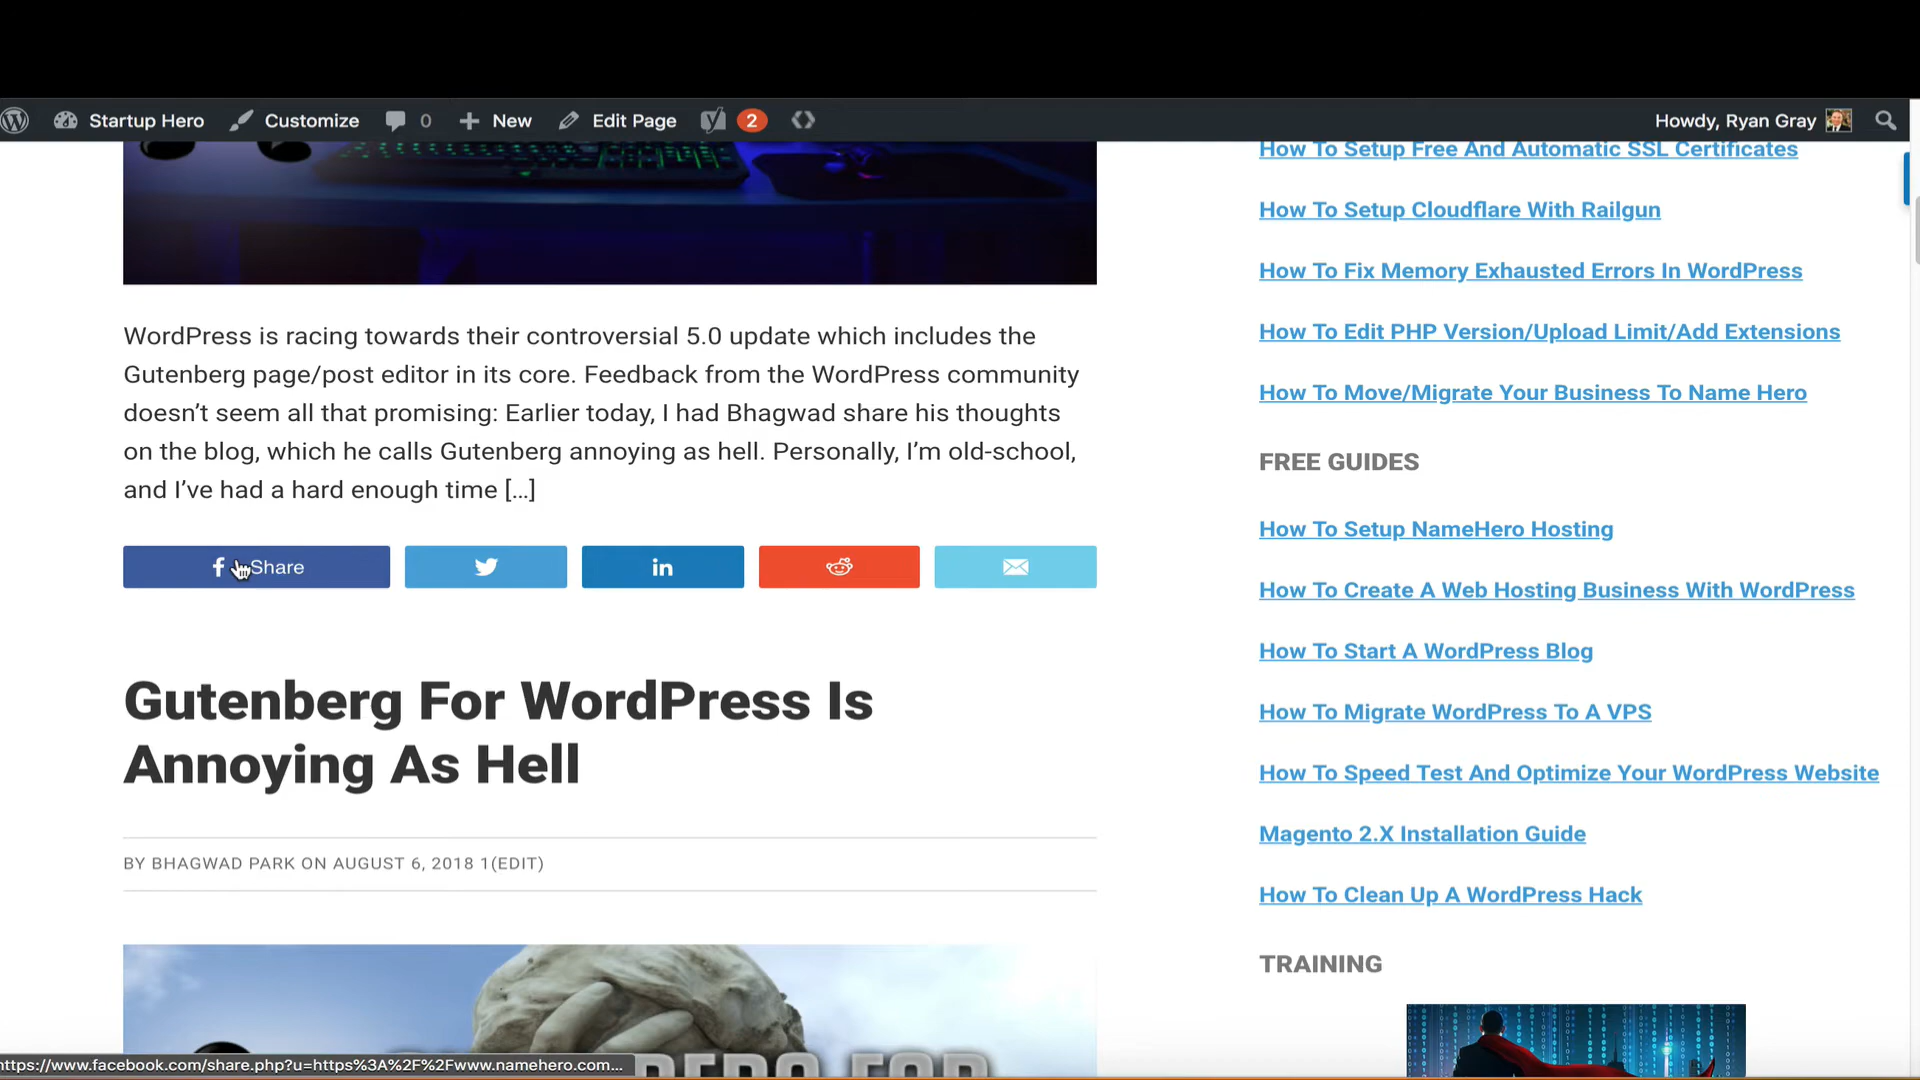 Startup Hero Customize 0 New Edit Page 2 Howdy, Ryan Gray
WordPress is racing towards their controversial 5.0 update which includes the
Gutenberg page/post editor in its core. Feedback from the WordPress community
doesn’t seem all that promising: Earlier today, I had Bhagwad share his thoughts
on the blog, which he calls Gutenberg annoying as hell. Personally, I’m old-school,
and I’ve had a hard enough time [...]
Share
Gutenberg For WordPress Is
Annoying As Hell
BY BHAGWAD PARK ON AUGUST 6, 2018 1(EDIT)
How To Setup Free And Automatic SSL Certificates
How To Setup Cloudflare With Railgun
How To Fix Memory Exhausted Errors In WordPress
How To Edit PHP Version/Upload Limit/Add Extensions
How To Move/Migrate Your Business To Name Hero
FREE GUIDES
How To Setup NameHero Hosting
How To Create A Web Hosting Business With WordPress
How To Start A WordPress Blog
How To Migrate WordPress To A VPS
How To Speed Test And Optimize Your WordPress Website
Magento 2.X Installation Guide
How To Clean Up A WordPress Hack
TRAINING
https://www.facebook.com/share.php?u=https%3A%2F%2Fwww.namehero.com...